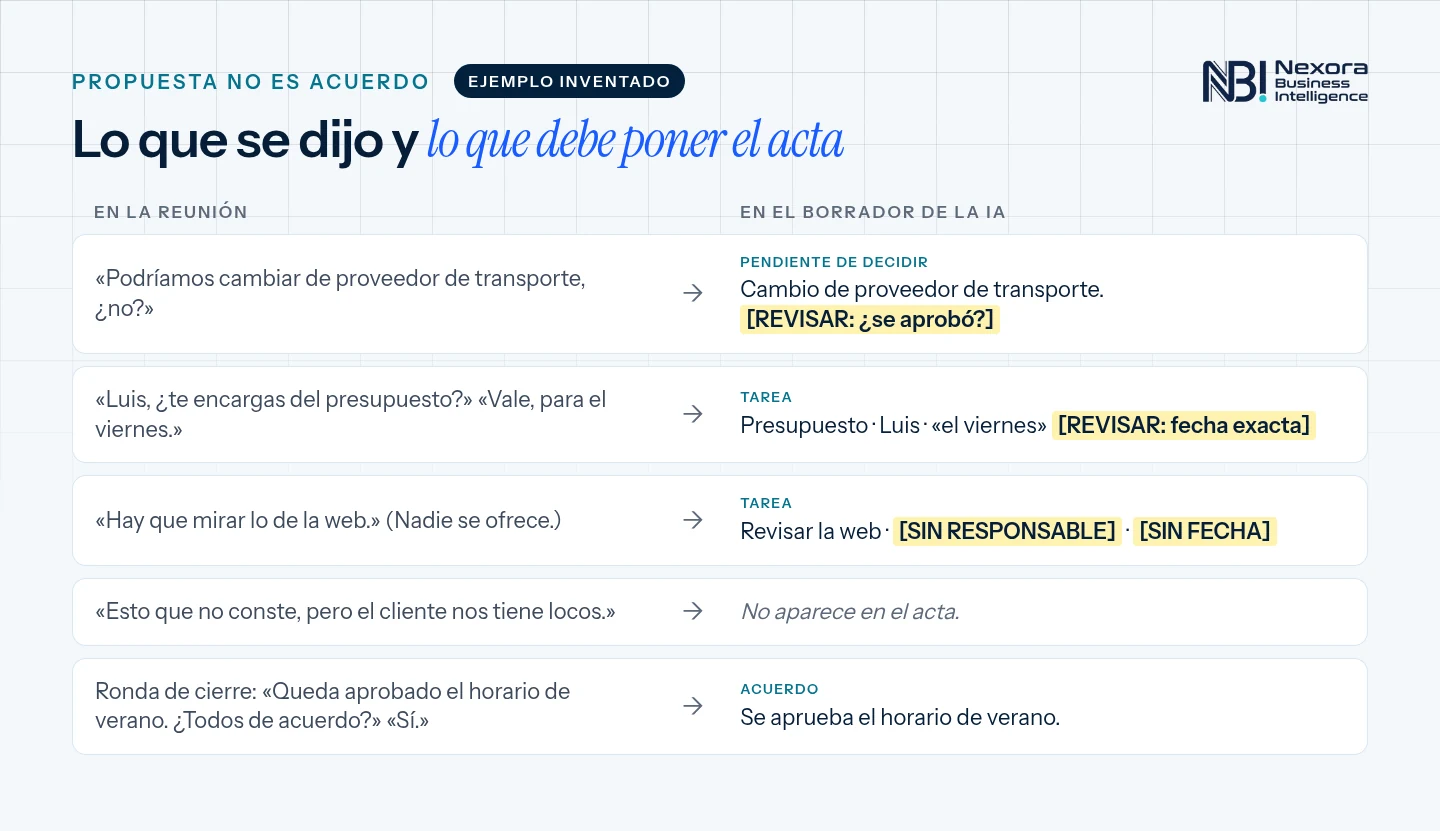 PROPUESTA NO ES ACUERDO
EJEMPLO INVENTADO
NBI Nexora
Business
Intelligence
Lo que se dijo y lo que debe poner el acta
EN LA REUNIÓN
EN EL BORRADOR DE LA IA
«Podríamos cambiar de proveedor de transporte,
¿no?»
→
PENDIENTE DE DECIDIR
Cambio de proveedor de transporte.
[REVISAR: ¿se aprobó?]
«Luis, ¿te encargas del presupuesto?» «Vale, para el
viernes.»
→
TAREA
Presupuesto · Luis · «el viernes» [REVISAR: fecha exacta]
«Hay que mirar lo de la web.» (Nadie se ofrece.)
→
TAREA
Revisar la web · [SIN RESPONSABLE] · [SIN FECHA]
«Esto que no conste, pero el cliente nos tiene locos.»
→
No aparece en el acta.
Ronda de cierre: «Queda aprobado el horario de
verano. ¿Todos de acuerdo?» «Sí.»
→
ACUERDO
Se aprueba el horario de verano.